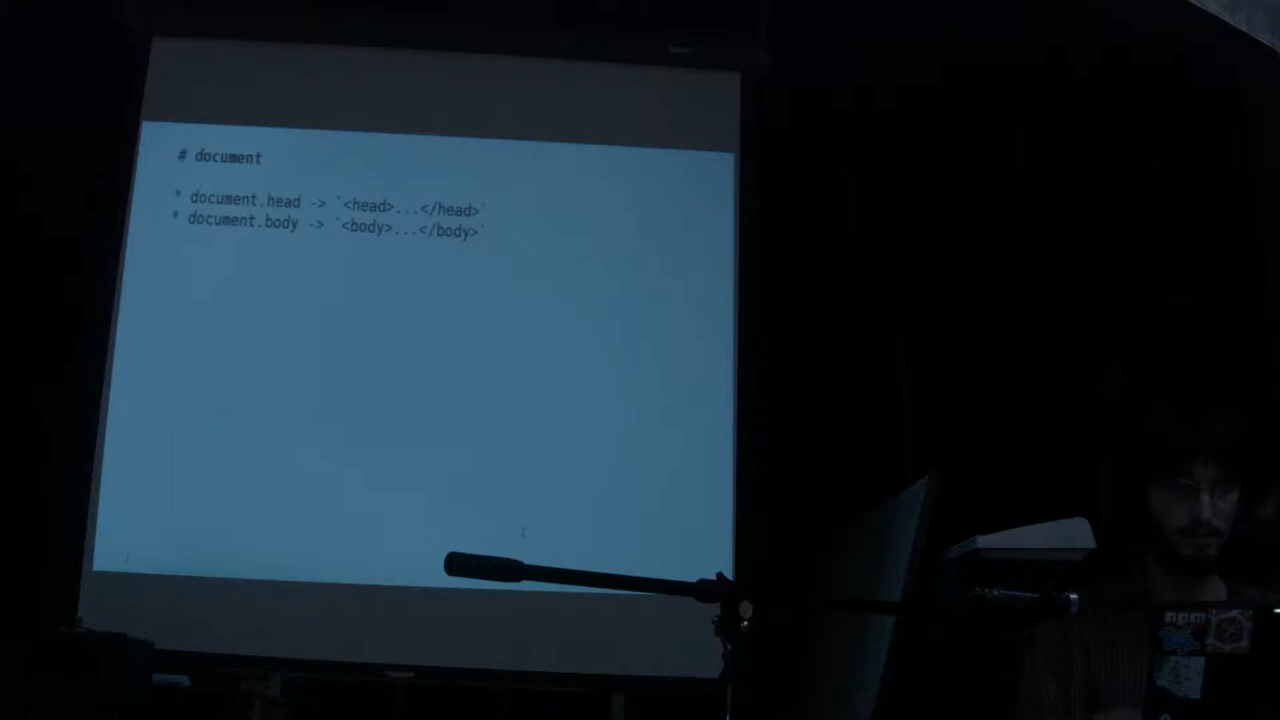 # document
* document.head -> `<head>...</head>`
* document.body -> `<body>...</body>`